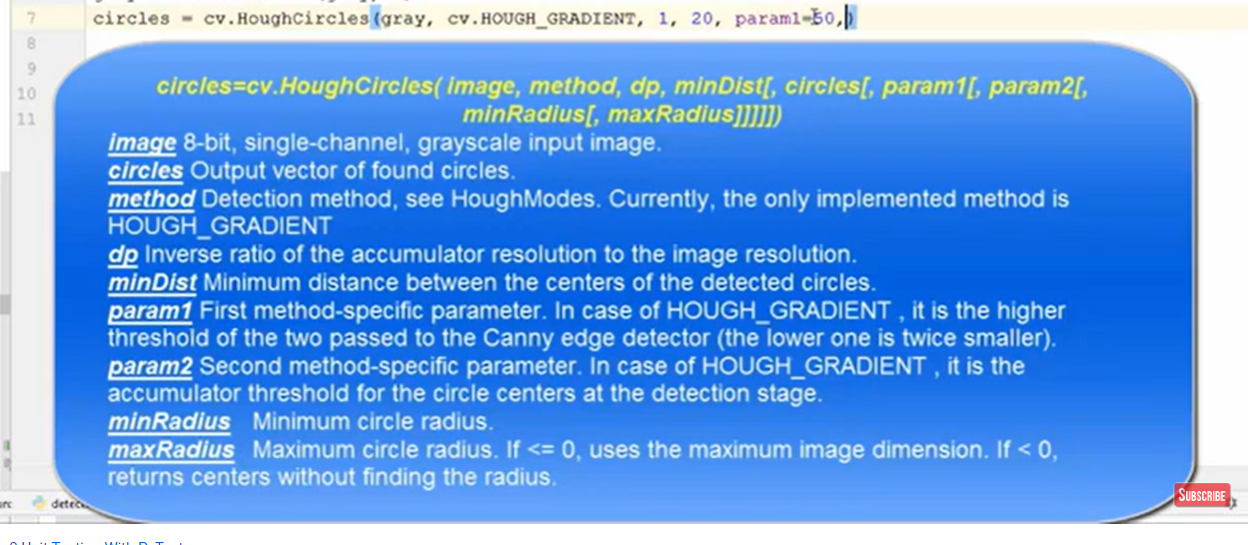 7 circles = cv.HoughCircles(gray, cv.HOUGH_GRADIENT, 1, 20, param1=50,)
8
9
10
11
circles=cv.HoughCircles( image, method, dp, minDist[, circles[, param1[, param2[,
minRadius[, maxRadius]]]]]])
image 8-bit, single-channel, grayscale input image.
circles Output vector of found circles.
method Detection method, see HoughModes. Currently, the only implemented method is
HOUGH_GRADIENT
dp Inverse ratio of the accumulator resolution to the image resolution.
minDist Minimum distance between the centers of the detected circles.
param1 First method-specific parameter. In case of HOUGH_GRADIENT , it is the higher
threshold of the two passed to the Canny edge detector (the lower one is twice smaller).
param2 Second method-specific parameter. In case of HOUGH_GRADIENT , it is the
accumulator threshold for the circle centers at the detection stage.
minRadius Minimum circle radius.
maxRadius Maximum circle radius. If <= 0, uses the maximum image dimension. If < 0,
returns centers without finding the radius.
SUBSCRIBE